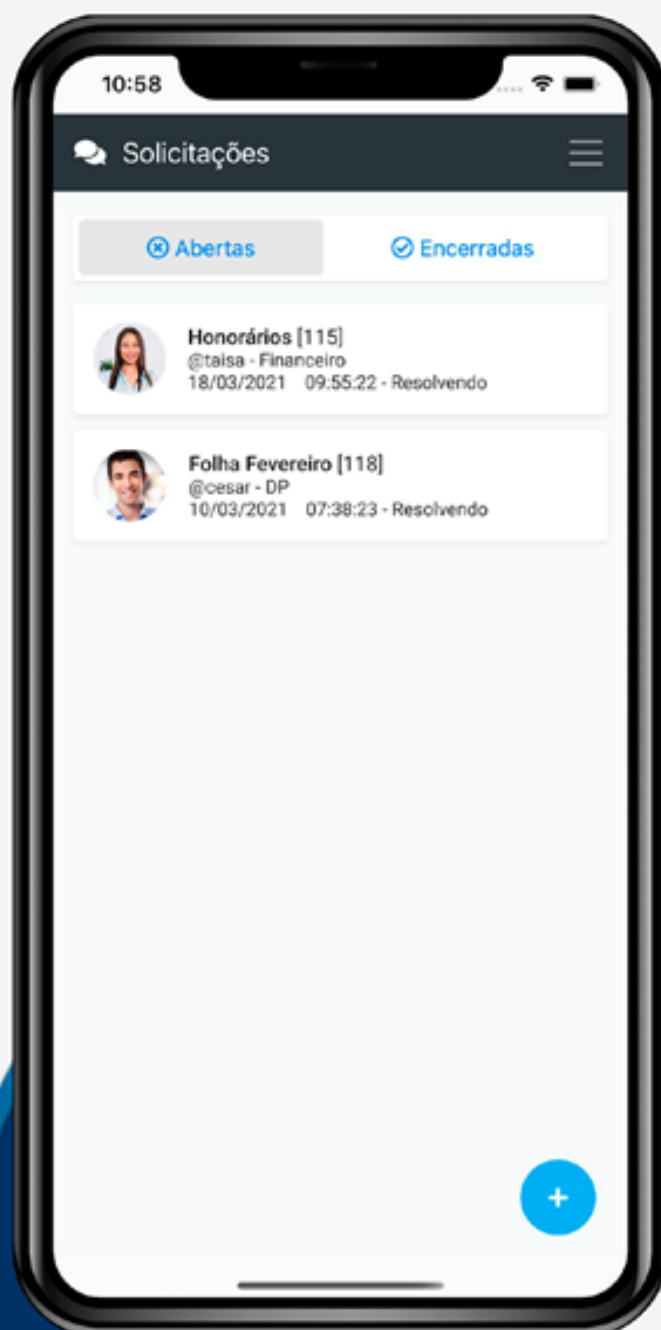 10:58
Solicitações
Abertas
Encerradas
Honorários [115]
@taisa - Financeiro
18/03/2021 09:55:22 - Resolvendo
Folha Fevereiro [118]
@cesar - DP
10/03/2021 07:38:23 - Resolvendo
+